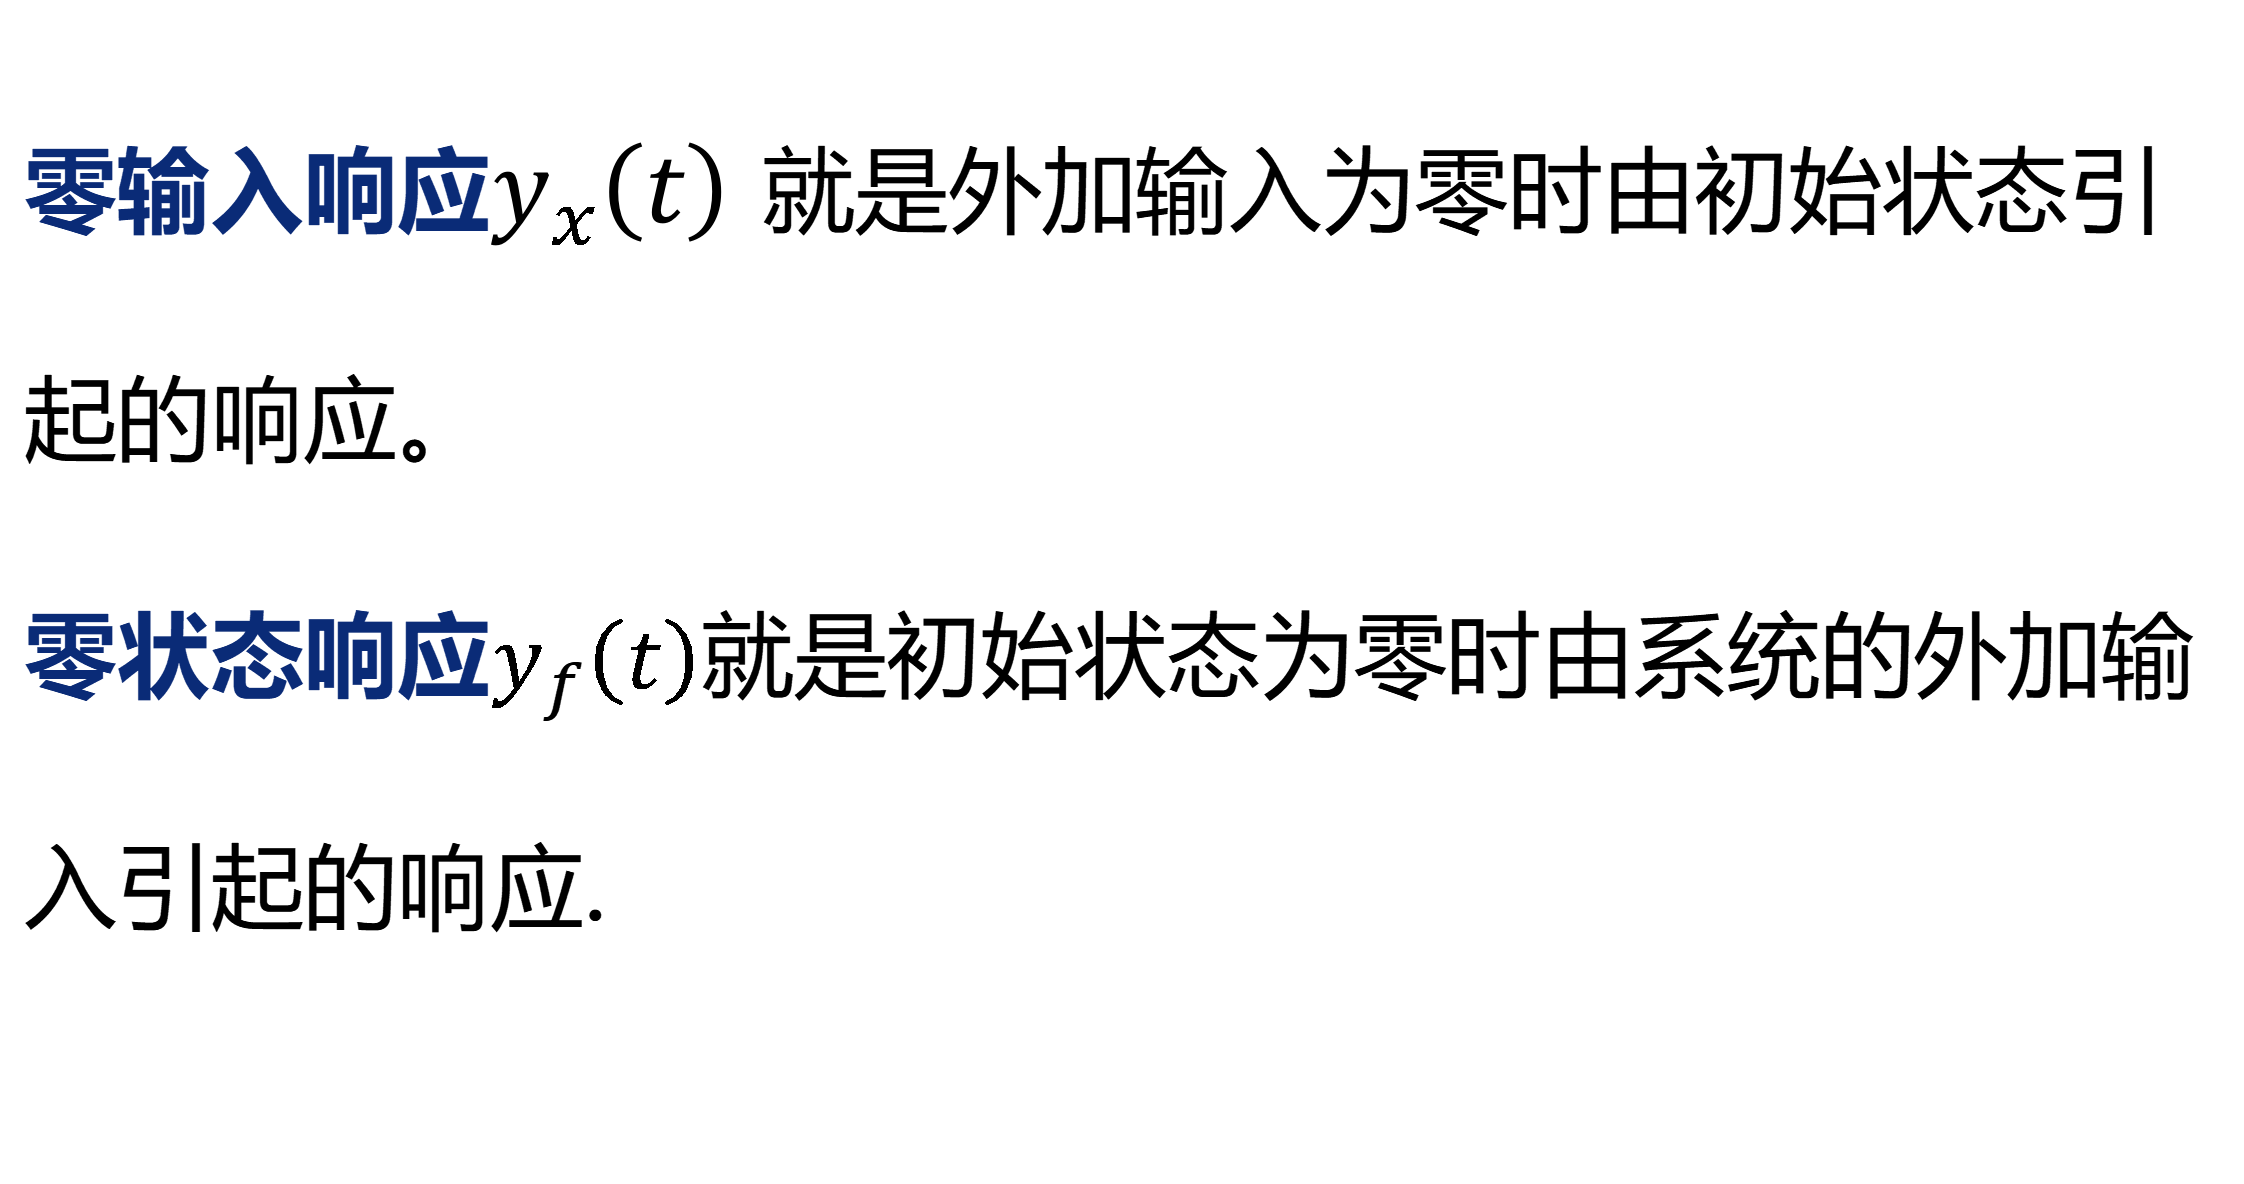 零输入响应yₓ(t) 就是外加输入为零时由初始状态引
起的响应。
零状态响应y_f(t)就是初始状态为零时由系统的外加输
入引起的响应.